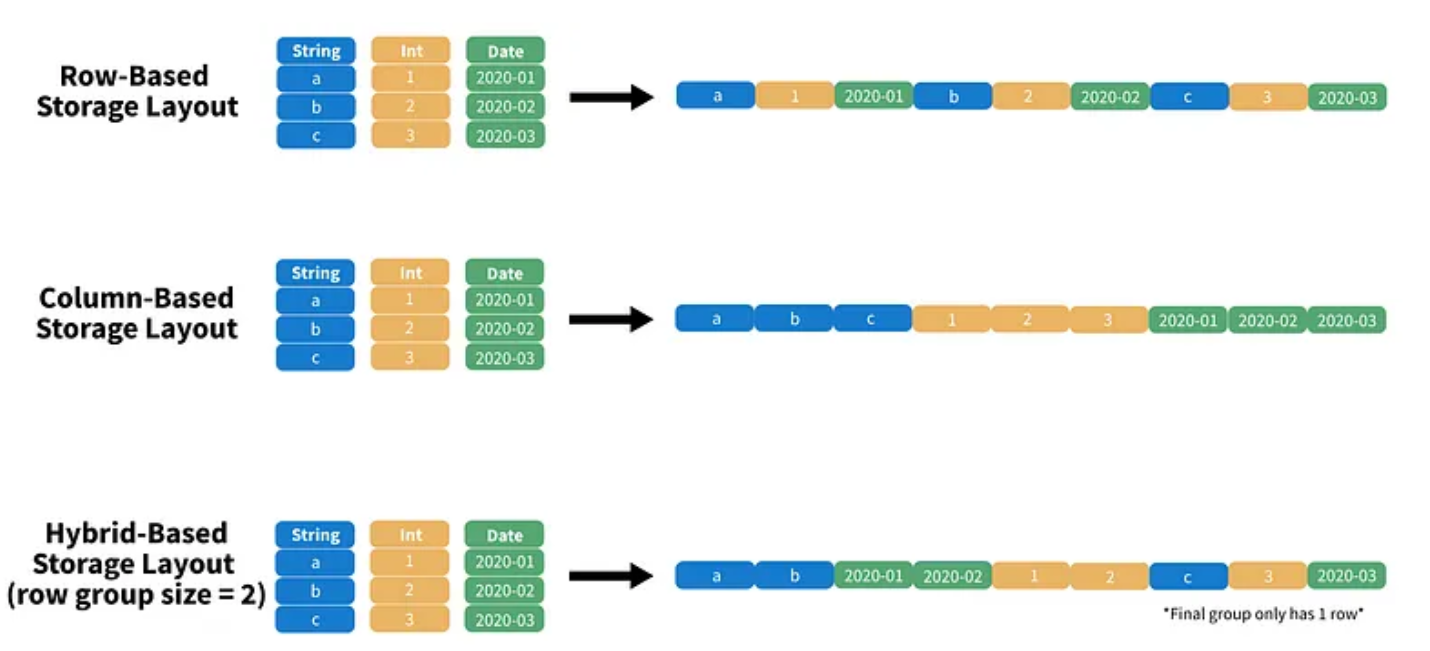 Row-Based
Storage Layout
String Int Date
a 1 2020-01
b 2 2020-02
c 3 2020-03
a 1 2020-01 b 2 2020-02 c 3 2020-03
Column-Based
Storage Layout
String Int Date
a 1 2020-01
b 2 2020-02
c 3 2020-03
a b c 1 2 3 2020-01 2020-02 2020-03
Hybrid-Based
Storage Layout
(row group size = 2)
String Int Date
a 1 2020-01
b 2 2020-02
c 3 2020-03
a b 2020-01 2020-02 1 2 c 3 2020-03
*Final group only has 1 row*